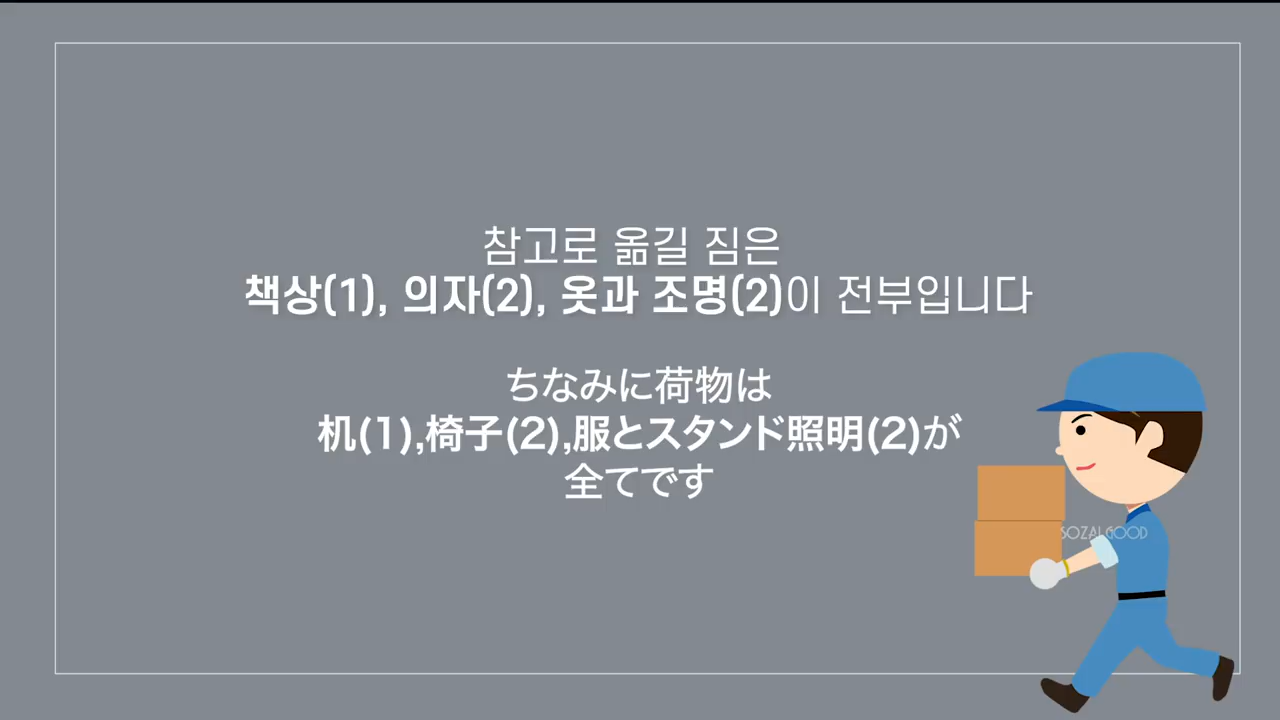 참고로 옮길 짐은
책상(1), 의자(2), 옷과 조명(2)이 전부입니다
ちなみに荷物は
机(1),椅子(2),服とスタンド照明(2)が
全てです
SOZAI GOOD